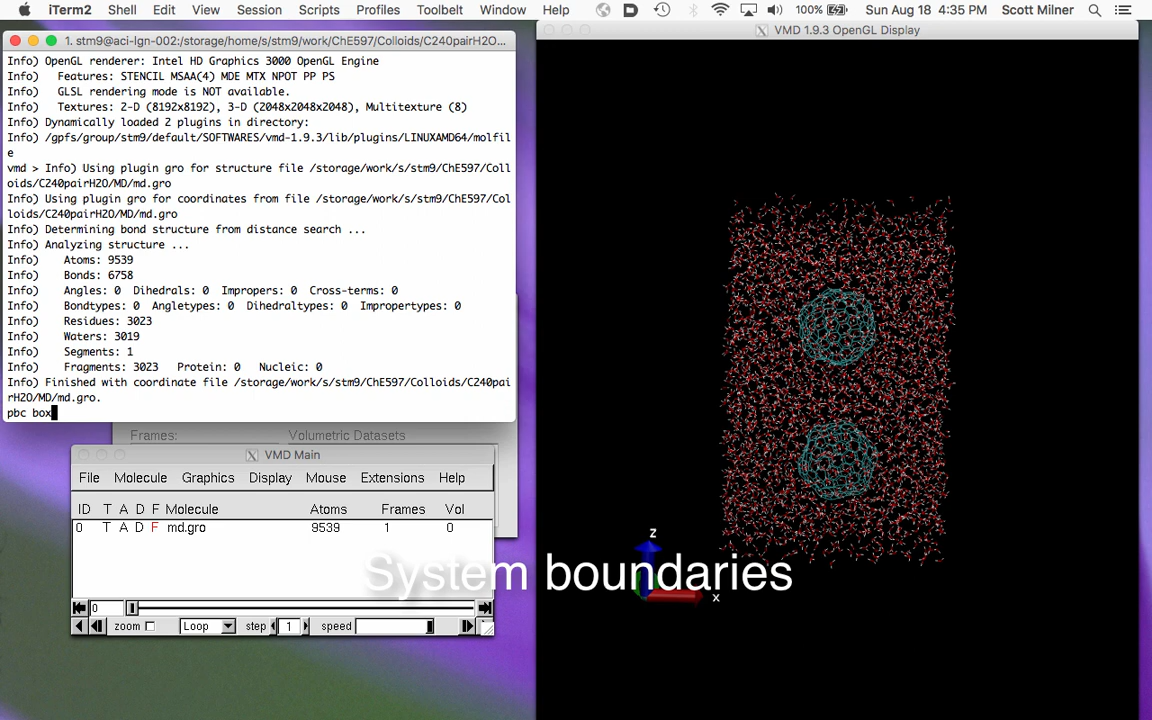 iTerm2 Shell Edit View Session Scripts Profiles Toolbelt Window Help 100% Sun Aug 18 4:35 PM Scott Milner
1. stm9@aci-lgn-002:/storage/home/s/stm9/work/ChE597/Colloids/C240pairH2O...
VMD 1.9.3 OpenGL Display
Info) OpenGL renderer: Intel HD Graphics 3000 OpenGL Engine
Info)   Features: STENCIL MSAA(4) MDE MTX NPOT PP PS
Info)   GLSL rendering mode is NOT available.
Info)   Textures: 2-D (8192x8192), 3-D (2048x2048x2048), Multitexture (8)
Info) Dynamically loaded 2 plugins in directory:
Info) /gpfs/group/stm9/default/SOFTWARES/vmd-1.9.3/lib/plugins/LINUXAMD64/molfil
e
vmd > Info) Using plugin gro for structure file /storage/work/s/stm9/ChE597/Coll
oids/C240pairH2O/MD/md.gro
Info) Using plugin gro for coordinates from file /storage/work/s/stm9/ChE597/Col
loids/C240pairH2O/MD/md.gro
Info) Determining bond structure from distance search ...
Info) Analyzing structure ...
Info)    Atoms: 9539
Info)    Bonds: 6758
Info)    Angles: 0  Dihedrals: 0  Impropers: 0  Cross-terms: 0
Info)    Bondtypes: 0  Angletypes: 0  Dihedraltypes: 0  Impropertypes: 0
Info)    Residues: 3023
Info)    Waters: 3019
Info)    Segments: 1
Info)    Fragments: 3023   Protein: 0   Nucleic: 0
Info) Finished with coordinate file /storage/work/s/stm9/ChE597/Colloids/C240pai
rH2O/MD/md.gro.
pbc box
Frames: Volumetric Datasets
VMD Main
File Molecule Graphics Display Mouse Extensions Help
ID T A D F Molecule Atoms Frames Vol
0 T A D F md.gro 9539 1 0
z
x
System boundaries
0
zoom Loop step 1 speed